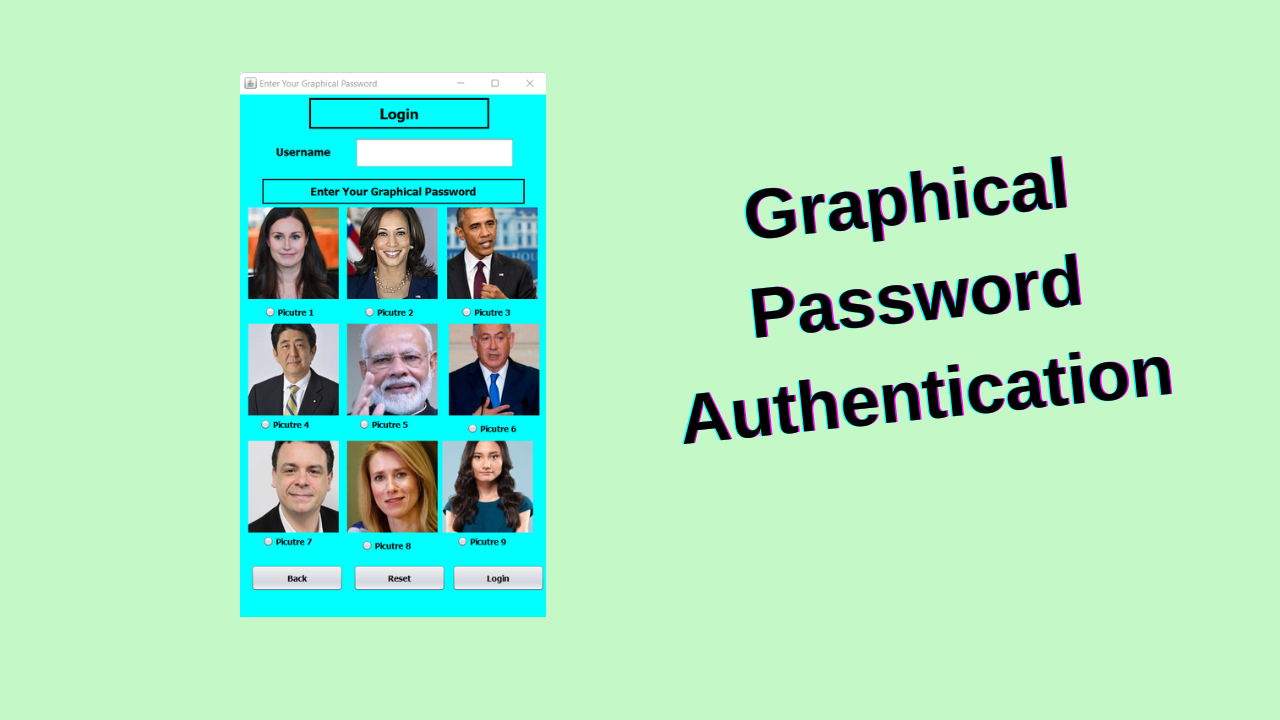 Enter Your Graphical Password
Login
Username
Enter Your Graphical Password
Picutre 1
Picutre 2
Picutre 3
Picutre 4
Picutre 5
Picutre 6
Picutre 7
Picutre 8
Picutre 9
Back
Reset
Login
Graphical
Password
Authentication